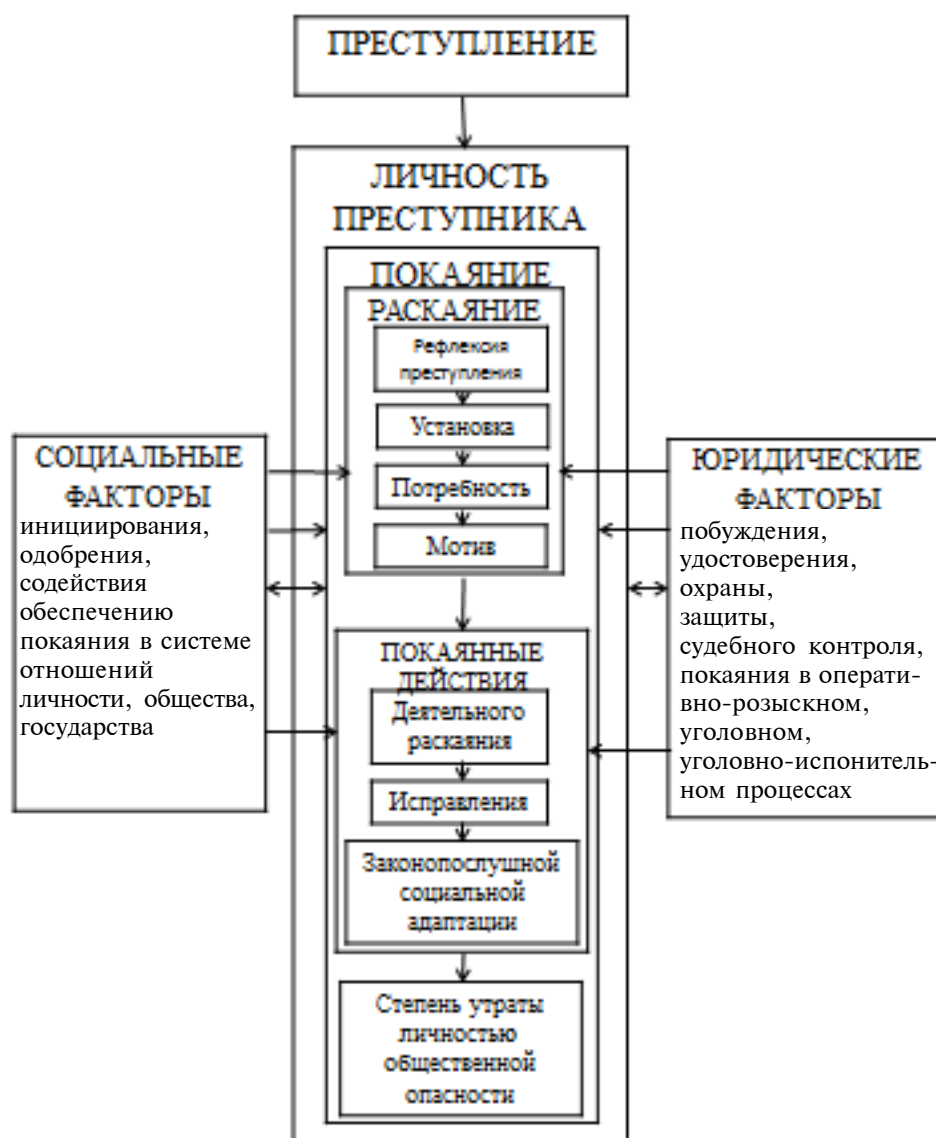 ПРЕСТУПЛЕНИЕ
ЛИЧНОСТЬ
ПРЕСТУПНИКА
ПОКАЯНИЕ
РАСКАЯНИЕ
Рефлексия
преступления
Установка
Потребность
Мотив
СОЦИАЛЬНЫЕ
ФАКТОРЫ
инициирования,
одобрения,
содействия
обеспечению
покаяния в системе
отношений
личности, общества,
государства
ЮРИДИЧЕСКИЕ
ФАКТОРЫ
побуждения,
удостоверения,
охраны,
защиты,
судебного контроля,
покаяния в операти-
вно-розыскном,
уголовном,
уголовно-испонитель-
ном процессах
ПОКАЯННЫЕ
ДЕЙСТВИЯ
Деятельного
раскаяния
Исправления
Законопослушной
социальной
адаптации
Степень утраты
личностью
общественной
опасности